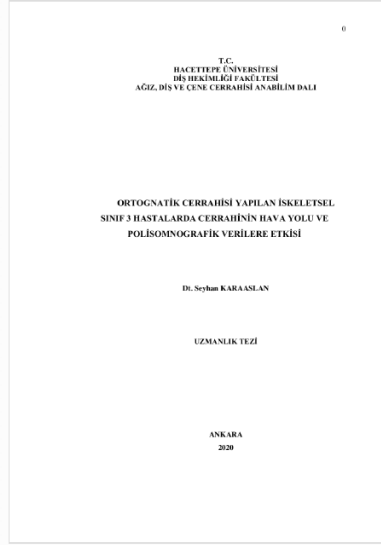 0
T.C.
HACETTEPE ÜNİVERSİTESİ
DİŞ HEKİMLİĞİ FAKÜLTESİ
AĞIZ, DİŞ VE ÇENE CERRAHİSİ ANABİLİM DALI
ORTOGNATİK CERRAHİSİ YAPILAN İSKELETSEL
SINIF 3 HASTALARDA CERRAHİNİN HAVA YOLU VE
POLİSOMNOGRAFİK VERİLERE ETKİSİ
Dt. Seyhan KARAASLAN
UZMANLIK TEZİ
ANKARA
2020